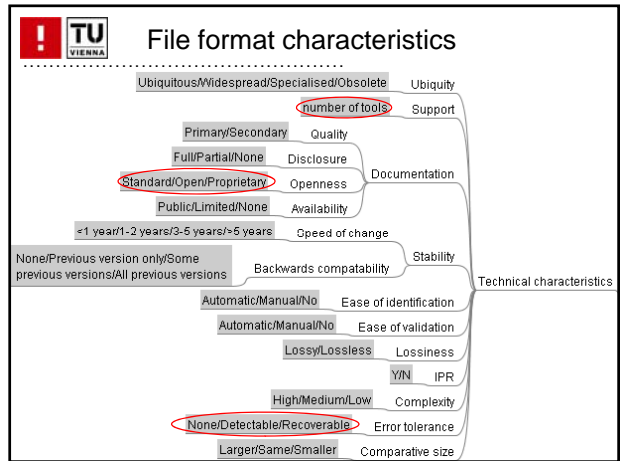 ! TU
VIENNA
File format characteristics
Ubiquitous/Widespread/Specialised/Obsolete Ubiquity
number of tools Support
Primary/Secondary Quality
Full/Partial/None Disclosure
Documentation
Standard/Open/Proprietary Openness
Public/Limited/None Availability
<1 year/1-2 years/3-5 years/>5 years Speed of change
None/Previous version only/Some
previous versions/All previous versions
Backwards compatability
Stability
Technical characteristics
Automatic/Manual/No Ease of identification
Automatic/Manual/No Ease of validation
Lossy/Lossless Lossiness
Y/N IPR
High/Medium/Low Complexity
None/Detectable/Recoverable Error tolerance
Larger/Same/Smaller Comparative size